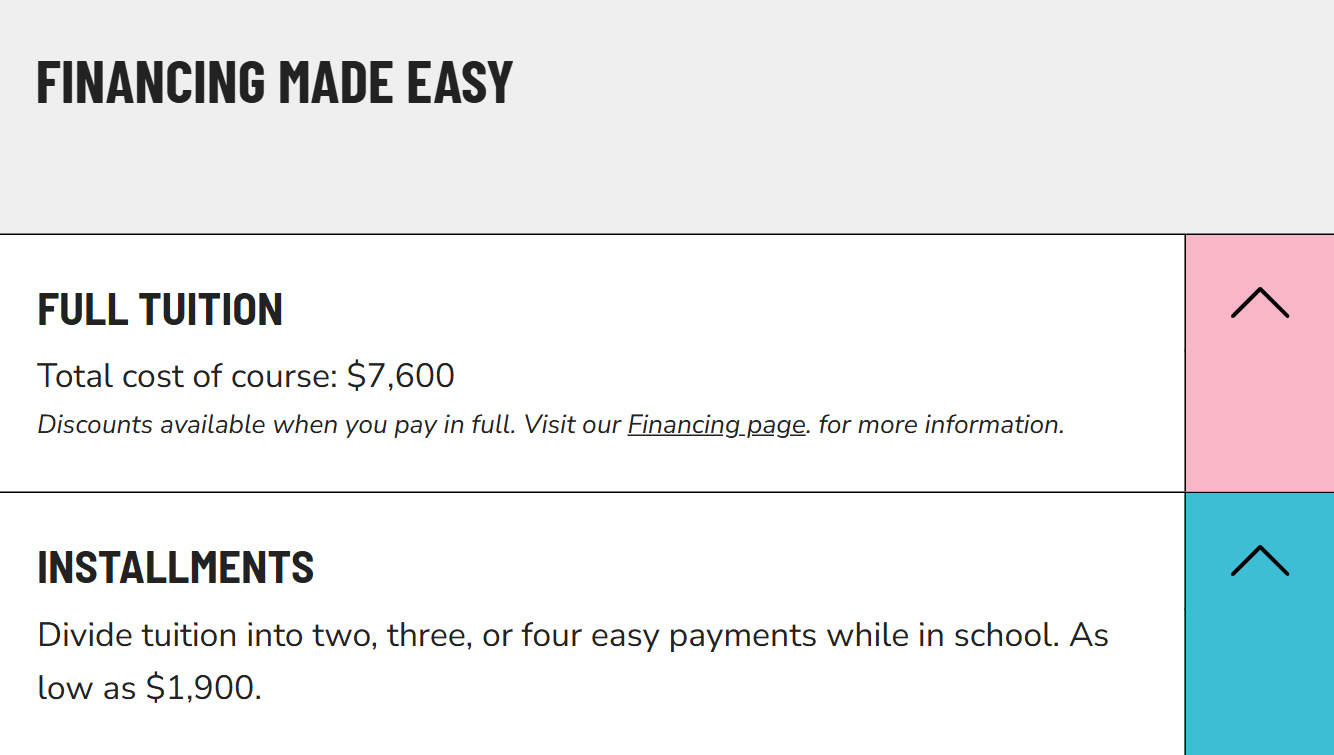 FINANCING MADE EASY
FULL TUITION
Total cost of course: $7,600
Discounts available when you pay in full. Visit our Financing page. for more information.
INSTALLMENTS
Divide tuition into two, three, or four easy payments while in school. As
low as $1,900.